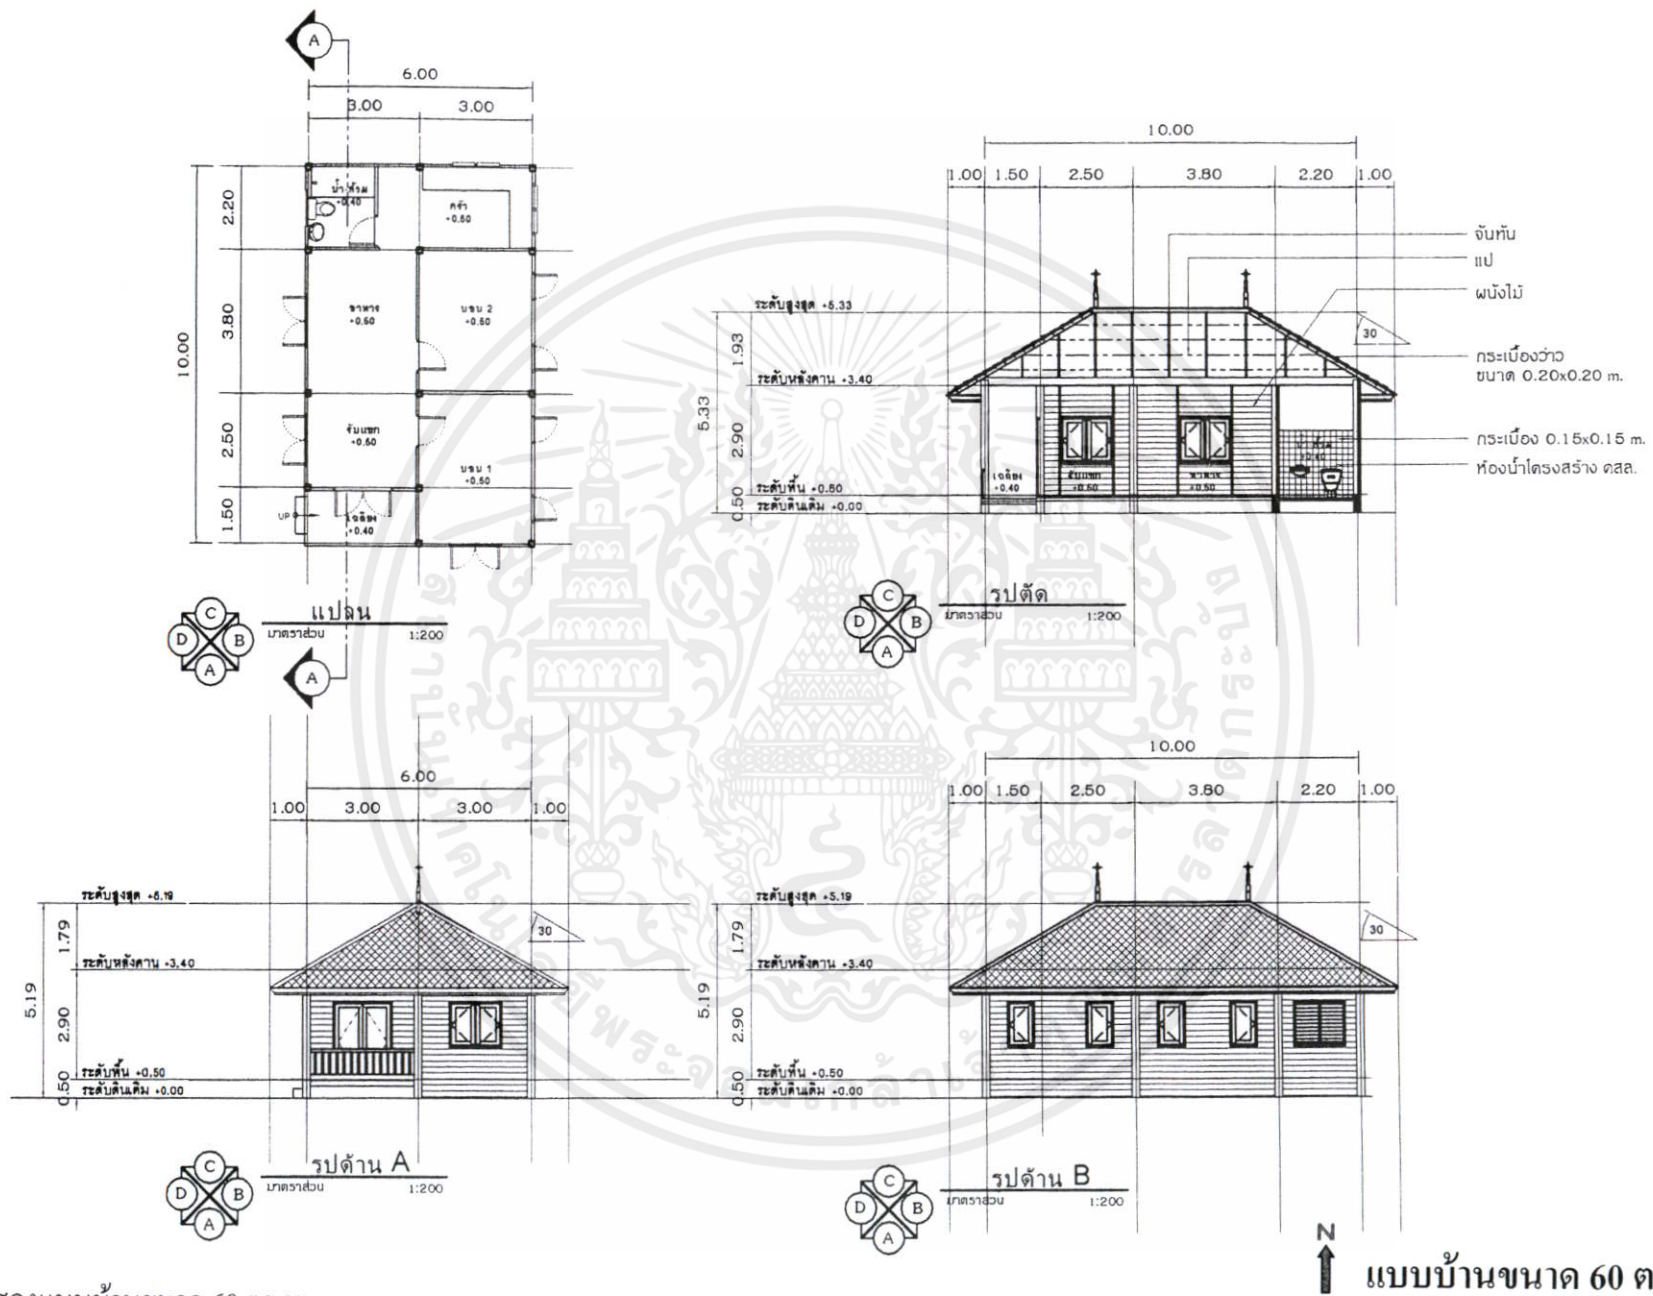 A
6.00
3.00 3.00
10.00
2.20
3.80
2.50
1.50
+0.40
ครัว
+0.50
อาหาร
+0.50
นอน 2
+0.50
รับแขก
+0.50
นอน 1
+0.50
UP
เฉลียง
+0.40
C
D B
A
แปลน
มาตราส่วน 1:200
A
10.00
1.00 1.50 2.50 3.80 2.20 1.00
จันทัน
แป
ผนังไม้
30
กระเบื้องว่าว
ขนาด 0.20x0.20 m.
กระเบื้อง 0.15x0.15 m.
ห้องน้ำโครงสร้าง คสล.
ระดับสูงสุด +5.33
1.93
ระดับหลังคาน +3.40
5.33
2.90
ระดับพื้น +0.50
0.50
ระดับดินเดิม +0.00
เฉลียง
+0.40
รับแขก
+0.50
อาหาร
+0.50
+0.40
C
D B
A
รูปตัด
มาตราส่วน 1:200
6.00
1.00 3.00 3.00 1.00
ระดับสูงสุด +5.19
1.79
30
ระดับหลังคาน +3.40
5.19
2.90
ระดับพื้น +0.50
0.50
ระดับดินเดิม +0.00
C
D B
A
รูปด้าน A
มาตราส่วน 1:200
10.00
1.00 1.50 2.50 3.80 2.20 1.00
ระดับสูงสุด +5.19
1.79
30
ระดับหลังคาน +3.40
5.19
2.90
ระดับพื้น +0.50
0.50
ระดับดินเดิม +0.00
C
D B
A
รูปด้าน B
มาตราส่วน 1:200
N
แบบบ้านขนาด 60 ต